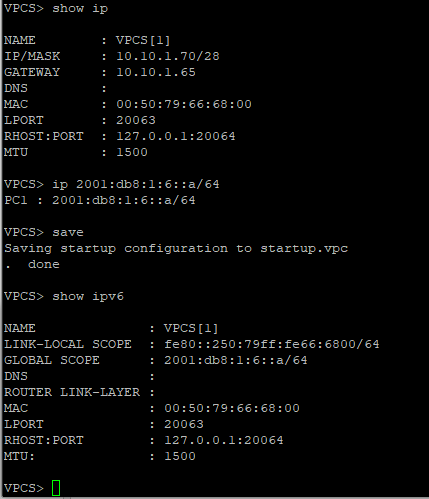 VPCS> show ip
NAME : VPCS[1]
IP/MASK : 10.10.1.70/28
GATEWAY : 10.10.1.65
DNS :
MAC : 00:50:79:66:68:00
LPORT : 20063
RHOST:PORT : 127.0.0.1:20064
MTU : 1500
VPCS> ip 2001:db8:1:6::a/64
PC1 : 2001:db8:1:6::a/64
VPCS> save
Saving startup configuration to startup.vpc
. done
VPCS> show ipv6
NAME : VPCS[1]
LINK-LOCAL SCOPE : fe80::250:79ff:fe66:6800/64
GLOBAL SCOPE : 2001:db8:1:6::a/64
DNS :
ROUTER LINK-LAYER :
MAC : 00:50:79:66:68:00
LPORT : 20063
RHOST:PORT : 127.0.0.1:20064
MTU: : 1500
VPCS>